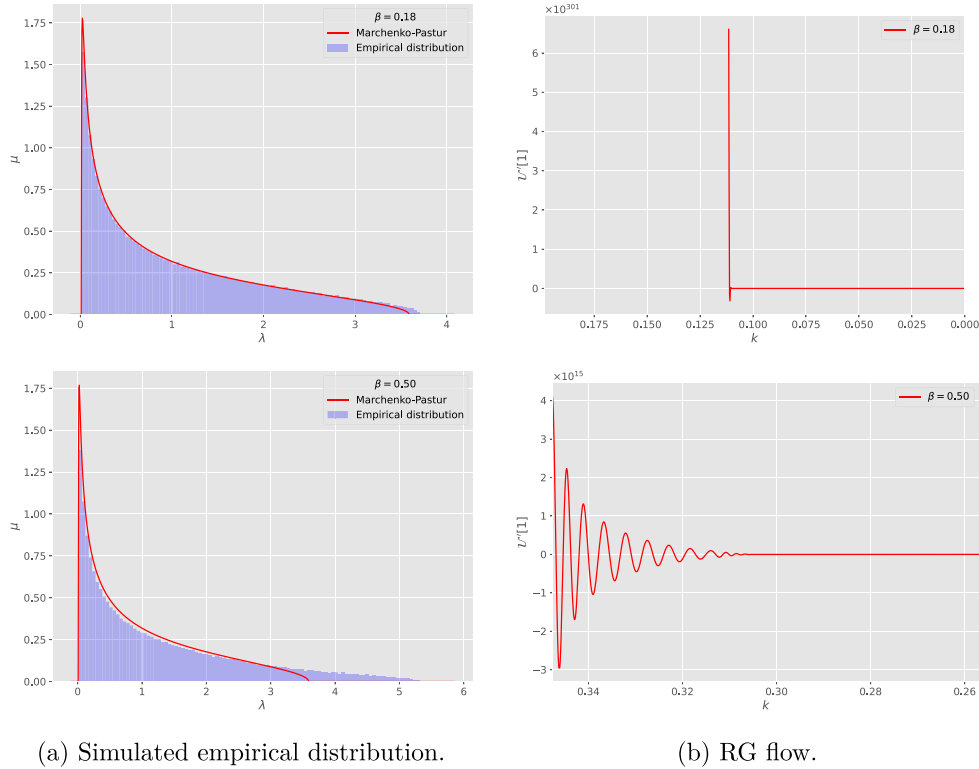 β = 0.18
Marchenko-Pastur
Empirical distribution
1.75
1.50
1.25
1.00
0.75
0.50
0.25
0.00
μ
0 1 2 3 4
λ
×10^301
β = 0.18
6
5
4
3
2
1
0
𝒰″[1]
0.175 0.150 0.125 0.100 0.075 0.050 0.025 0.000
k
β = 0.50
Marchenko-Pastur
Empirical distribution
1.75
1.50
1.25
1.00
0.75
0.50
0.25
0.00
μ
0 1 2 3 4 5 6
λ
×10^15
β = 0.50
4
3
2
1
0
−1
−2
−3
𝒰″[1]
0.34 0.32 0.30 0.28 0.26
k
(a) Simulated empirical distribution.
(b) RG flow.